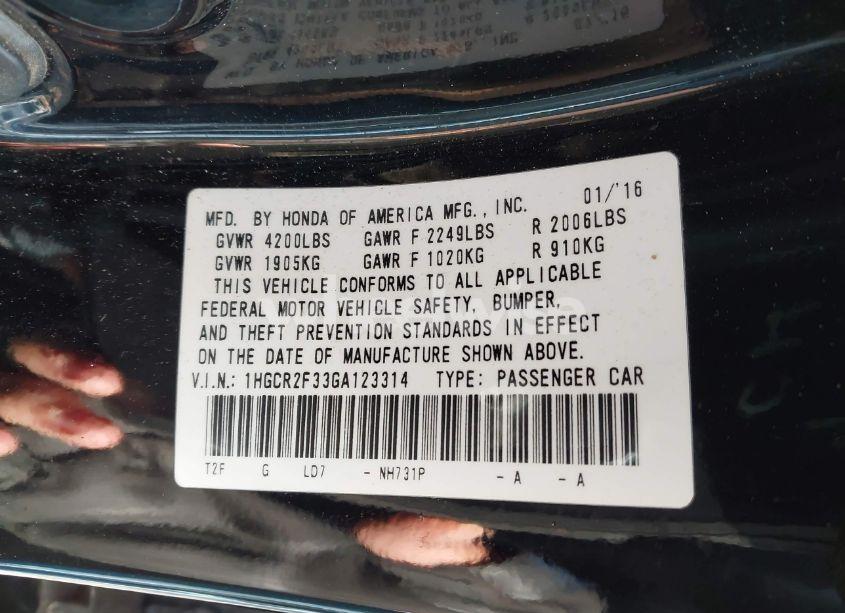 MFD. BY HONDA OF AMERICA MFG., INC. 01/'16
GVWR 4200LBS GAWR F 2249LBS R 2006LBS
GVWR 1905KG GAWR F 1020KG R 910KG
THIS VEHICLE CONFORMS TO ALL APPLICABLE
FEDERAL MOTOR VEHICLE SAFETY, BUMPER,
AND THEFT PREVENTION STANDARDS IN EFFECT
ON THE DATE OF MANUFACTURE SHOWN ABOVE.
V.I.N.: 1HGCR2F33GA123314 TYPE: PASSENGER CAR
T2F G LD7 - NH731P - A - A